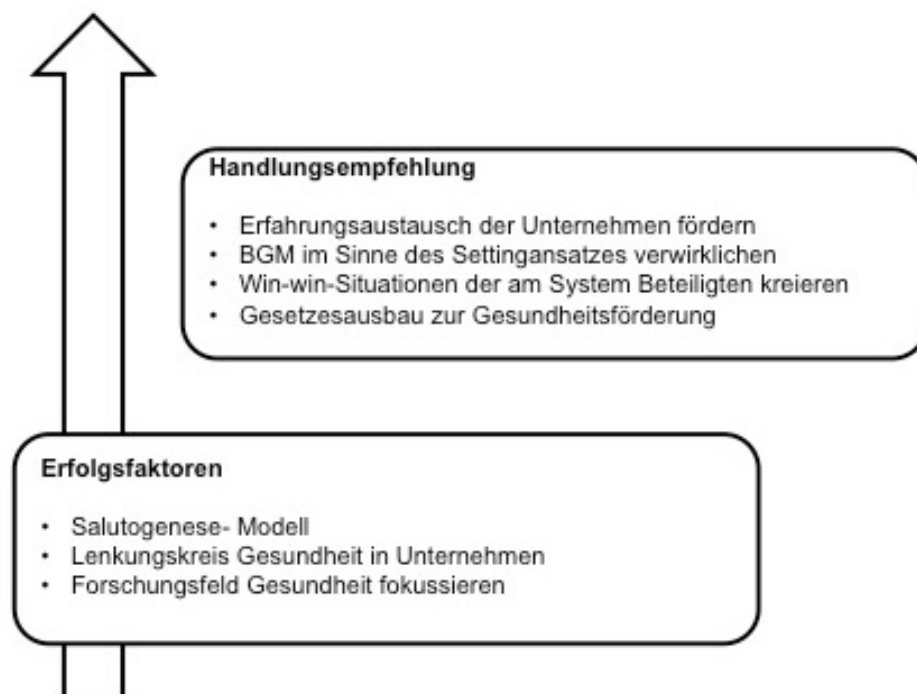 Handlungsempfehlung
• Erfahrungsaustausch der Unternehmen fördern
• BGM im Sinne des Settingansatzes verwirklichen
• Win-win-Situationen der am System Beteiligten kreieren
• Gesetzesausbau zur Gesundheitsförderung
Erfolgsfaktoren
• Salutogenese- Modell
• Lenkungskreis Gesundheit in Unternehmen
• Forschungsfeld Gesundheit fokussieren